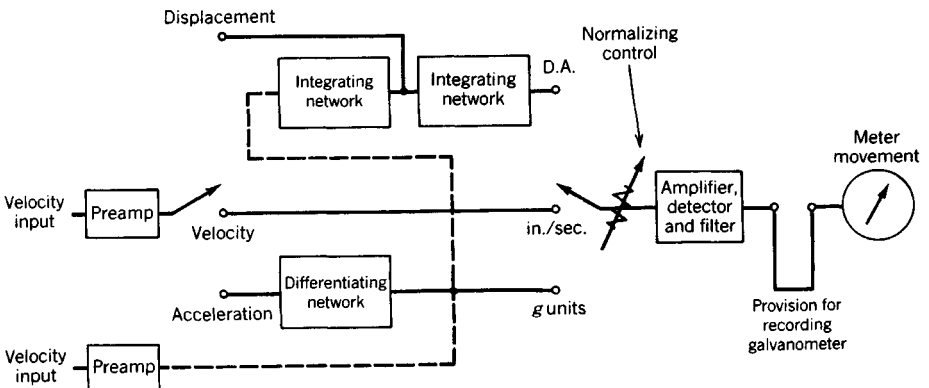 Displacement
Normalizing
control
D.A.
Integrating
network
Integrating
network
Meter
movement
Velocity
input
Preamp
Velocity
in./sec.
Amplifier,
detector
and filter
Acceleration
Differentiating
network
g units
Provision for
recording
galvanometer
Velocity
input
Preamp